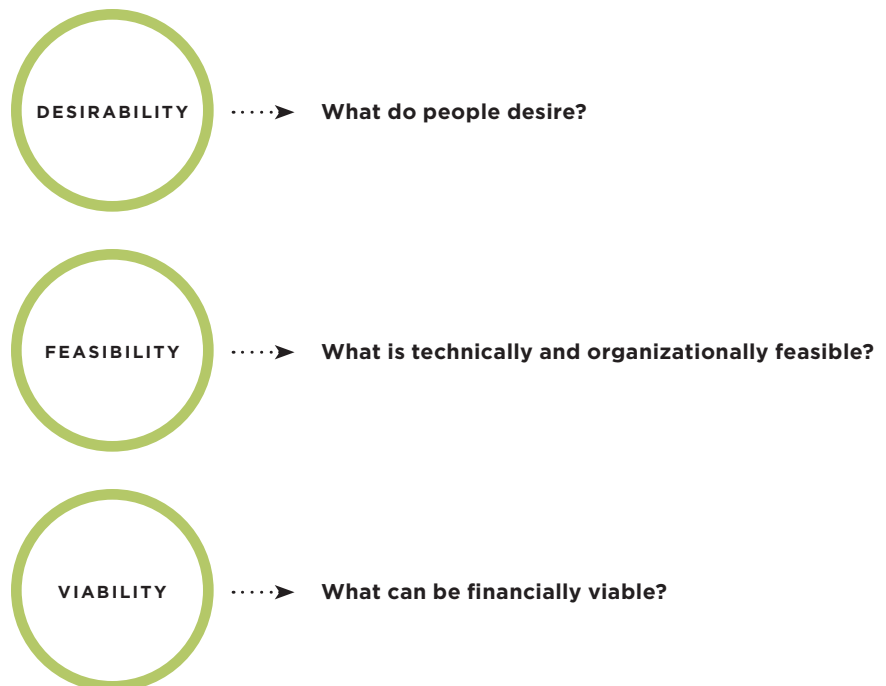 DESIRABILITY
What do people desire?
FEASIBILITY
What is technically and organizationally feasible?
VIABILITY
What can be financially viable?